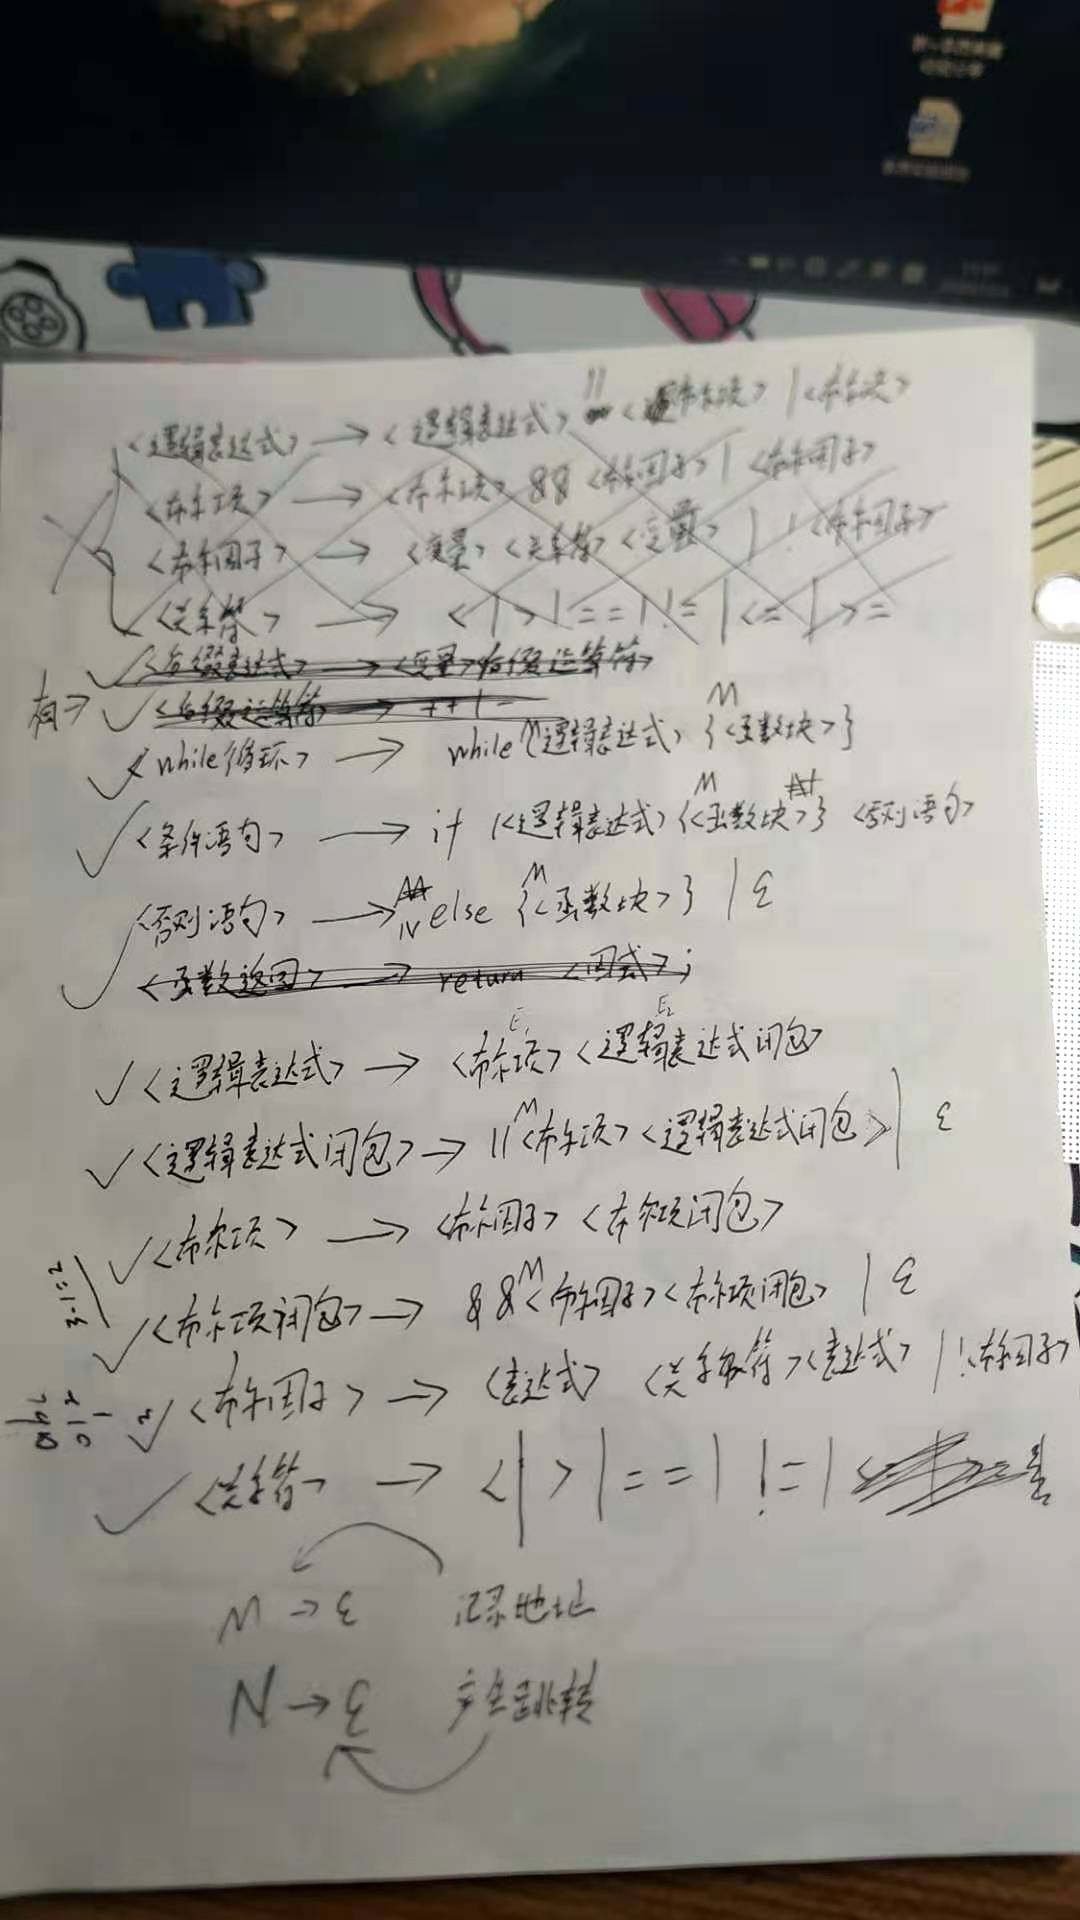 <逻辑表达式> → <逻辑表达式> || <布尔项> | <布尔项>
<布尔项> → <布尔项> && <布尔因子> | <布尔因子>
<布尔因子> → <变量> <关系符> <变量> | ! <布尔因子>
<关系符> → < | > | == | != | <= | >=
<后缀表达式> → <变量> 后缀运算符>
有→ <后缀运算符> → ++ | --
<while循环> → while M <逻辑表达式> { M <函数块> }
<条件语句> → if (<逻辑表达式) { M <函数块> } <否则语句>
<否则语句> → N else { M <函数块> } | ε
<函数返回> → return <因式> ;
<逻辑表达式> → <布尔项> E1 <逻辑表达式闭包 E2
<逻辑表达式闭包> → || M <布尔项> <逻辑表达式闭包> | ε
<布尔项> → <布尔因子> <布尔项闭包>
3-1=2
<布尔项闭包> → && M <布尔因子> <布尔项闭包> | ε
<布尔因子> → <表达式> <关系符> <表达式> | !<布尔因子>
<关系符> → < | > | == | != | <= | >=
M → ε 记录地址
N → ε 产生跳转